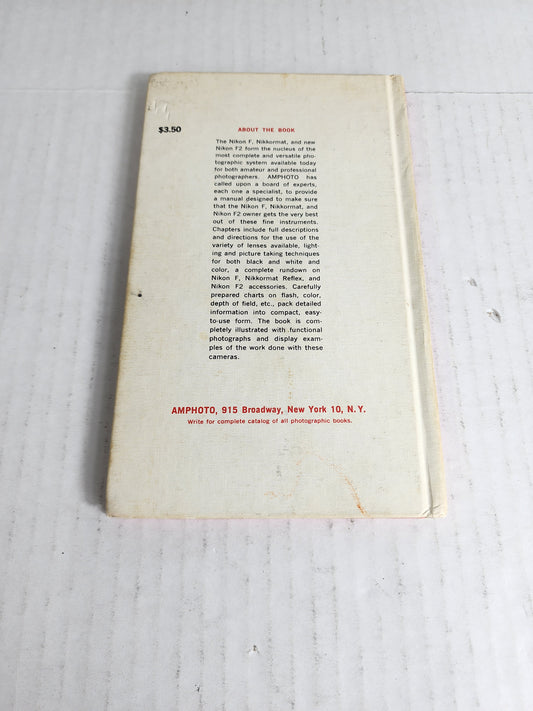 $3.50
ABOUT THE BOOK
The Nikon F, Nikkormat, and new
Nikon F2 form the nucleus of the
most complete and versatile pho-
tographic system available today
for both amateur and professional
photographers. AMPHOTO has
called upon a board of experts,
each one a specialist, to provide
a manual designed to make sure
that the Nikon F, Nikkormat, and
Nikon F2 owner gets the very best
out of these fine instruments.
Chapters include full descriptions
and directions for the use of the
variety of lenses available, light-
ing and picture taking techniques
for both black and white and
color, a complete rundown on
Nikon F, Nikkormat Reflex, and
Nikon F2 accessories. Carefully
prepared charts on flash, color,
depth of field, etc., pack detailed
information into compact, easy-
to-use form. The book is com-
pletely illustrated with functional
photographs and display exam-
ples of the work done with these
cameras.
AMPHOTO, 915 Broadway, New York 10, N.Y.
Write for complete catalog of all photographic books.